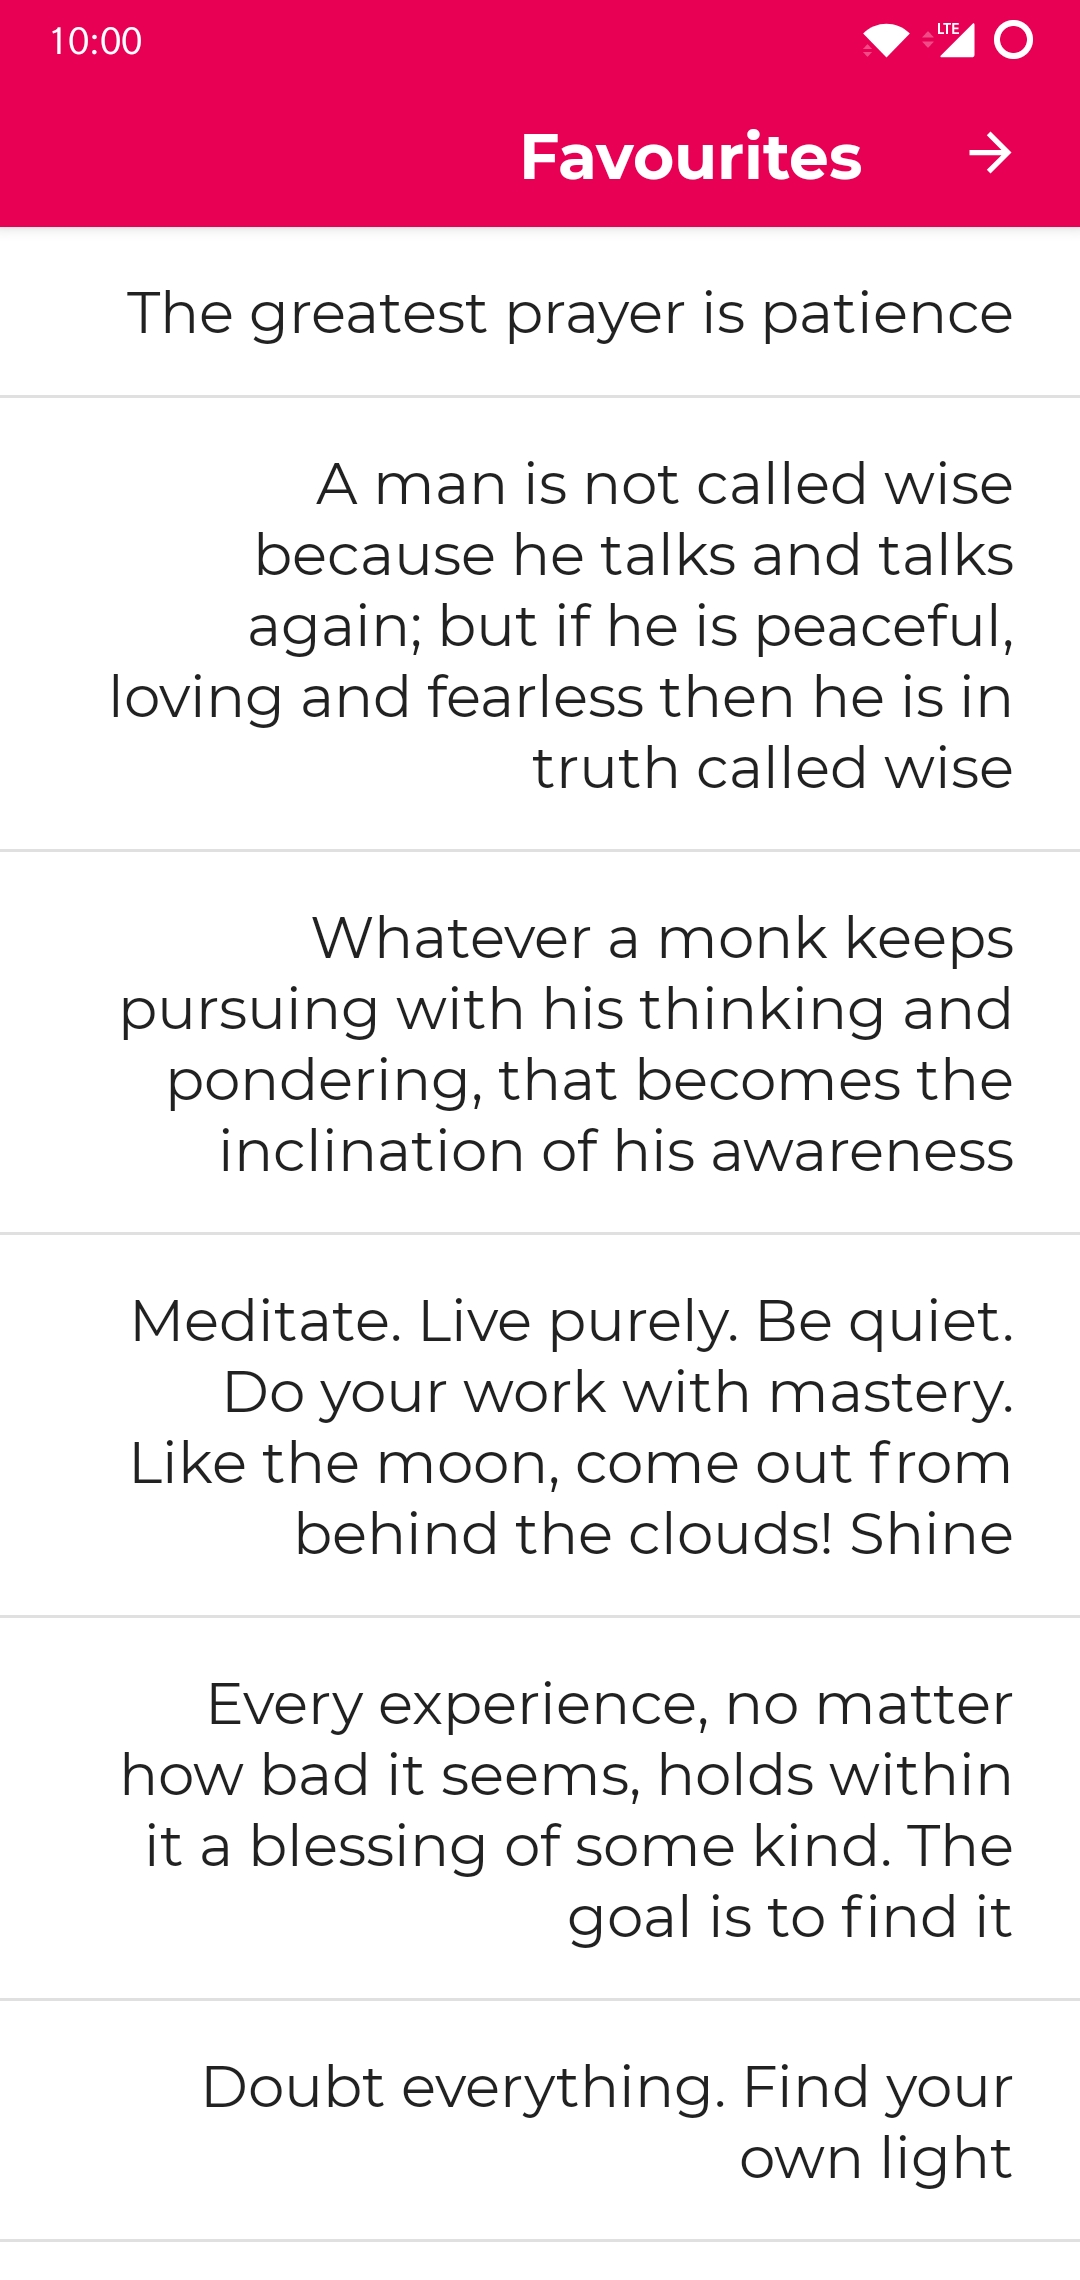 10:00
LTE
Favourites
The greatest prayer is patience
A man is not called wise
because he talks and talks
again; but if he is peaceful,
loving and fearless then he is in
truth called wise
Whatever a monk keeps
pursuing with his thinking and
pondering, that becomes the
inclination of his awareness
Meditate. Live purely. Be quiet.
Do your work with mastery.
Like the moon, come out from
behind the clouds! Shine
Every experience, no matter
how bad it seems, holds within
it a blessing of some kind. The
goal is to find it
Doubt everything. Find your
own light